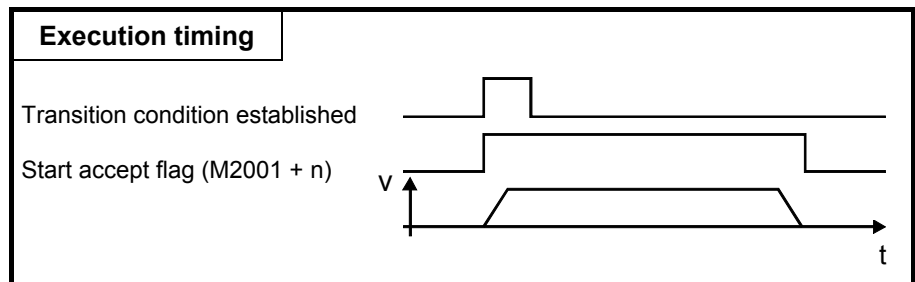 Execution timing
Transition condition established
Start accept flag (M2001 + n)
V
t